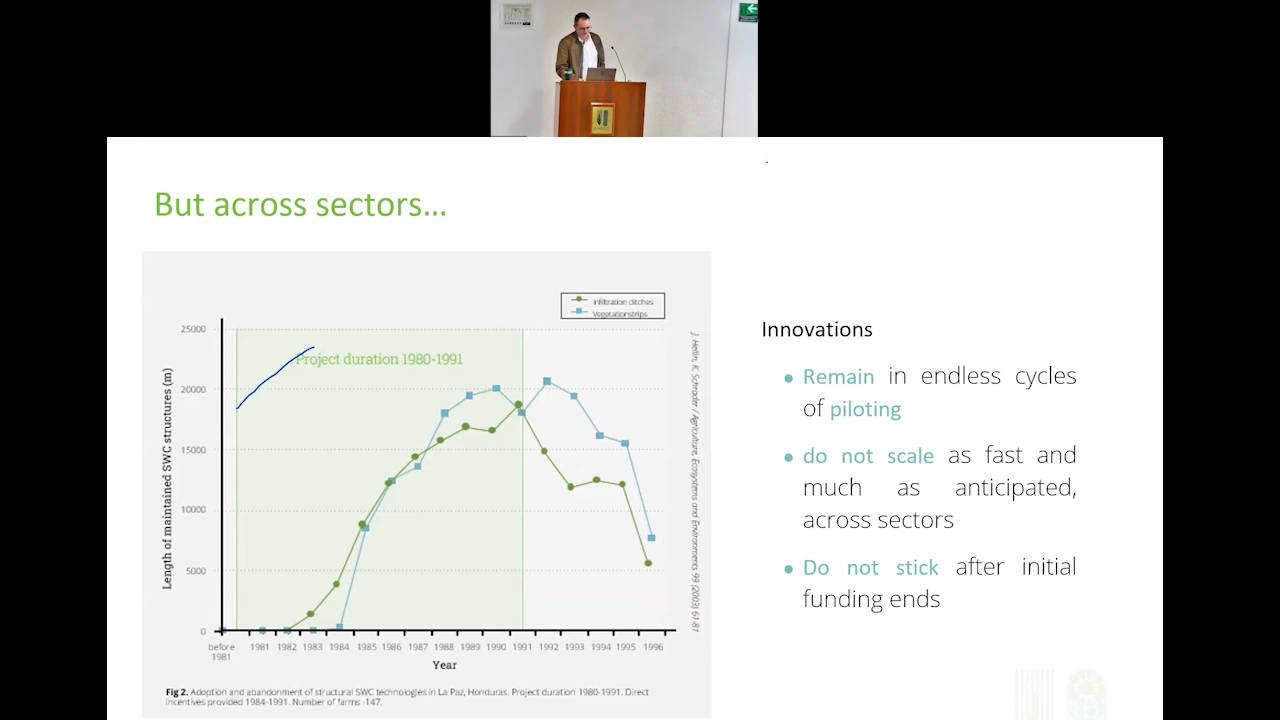 But across sectors...
Infiltration ditches
Vegetationstrips
25000
20000
15000
10000
5000
0
Project duration 1980-1991
Length of maintained SWC structures (m)
before 1981 1981 1982 1983 1984 1985 1986 1987 1988 1989 1990 1991 1992 1993 1994 1995 1996
Year
J. Hellin, K. Schrader / Agriculture, Ecosystems and Environments 99 (2003) 61-81
Fig 2. Adoption and abandonment of structural SWC technologies in La Paz, Honduras. Project duration 1980-1991. Direct
incentives provided 1984-1991. Number of farms -147.
Innovations
• Remain in endless cycles
of piloting
• do not scale as fast and
much as anticipated,
across sectors
• Do not stick after initial
funding ends